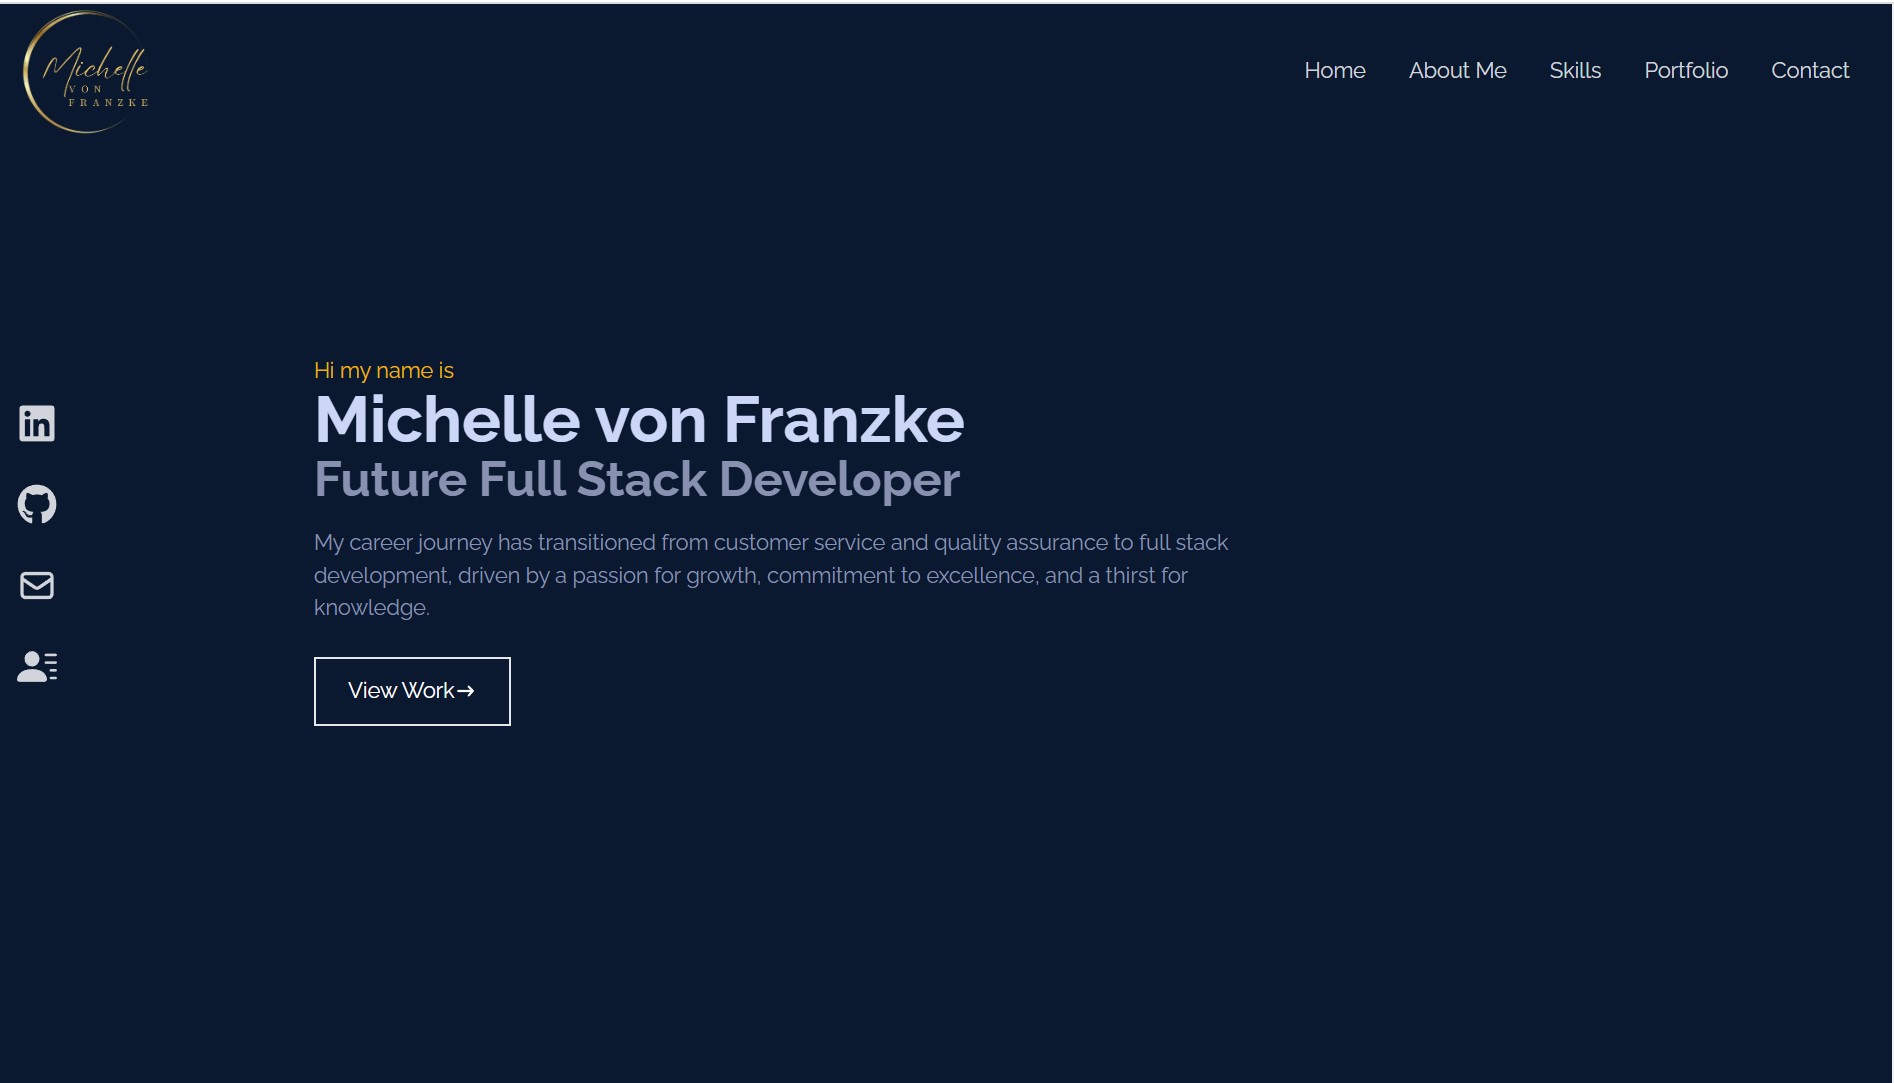 Michelle
VON
FRANZKE
Home About Me Skills Portfolio Contact
Hi my name is
Michelle von Franzke
Future Full Stack Developer
My career journey has transitioned from customer service and quality assurance to full stack
development, driven by a passion for growth, commitment to excellence, and a thirst for
knowledge.
in
View Work→